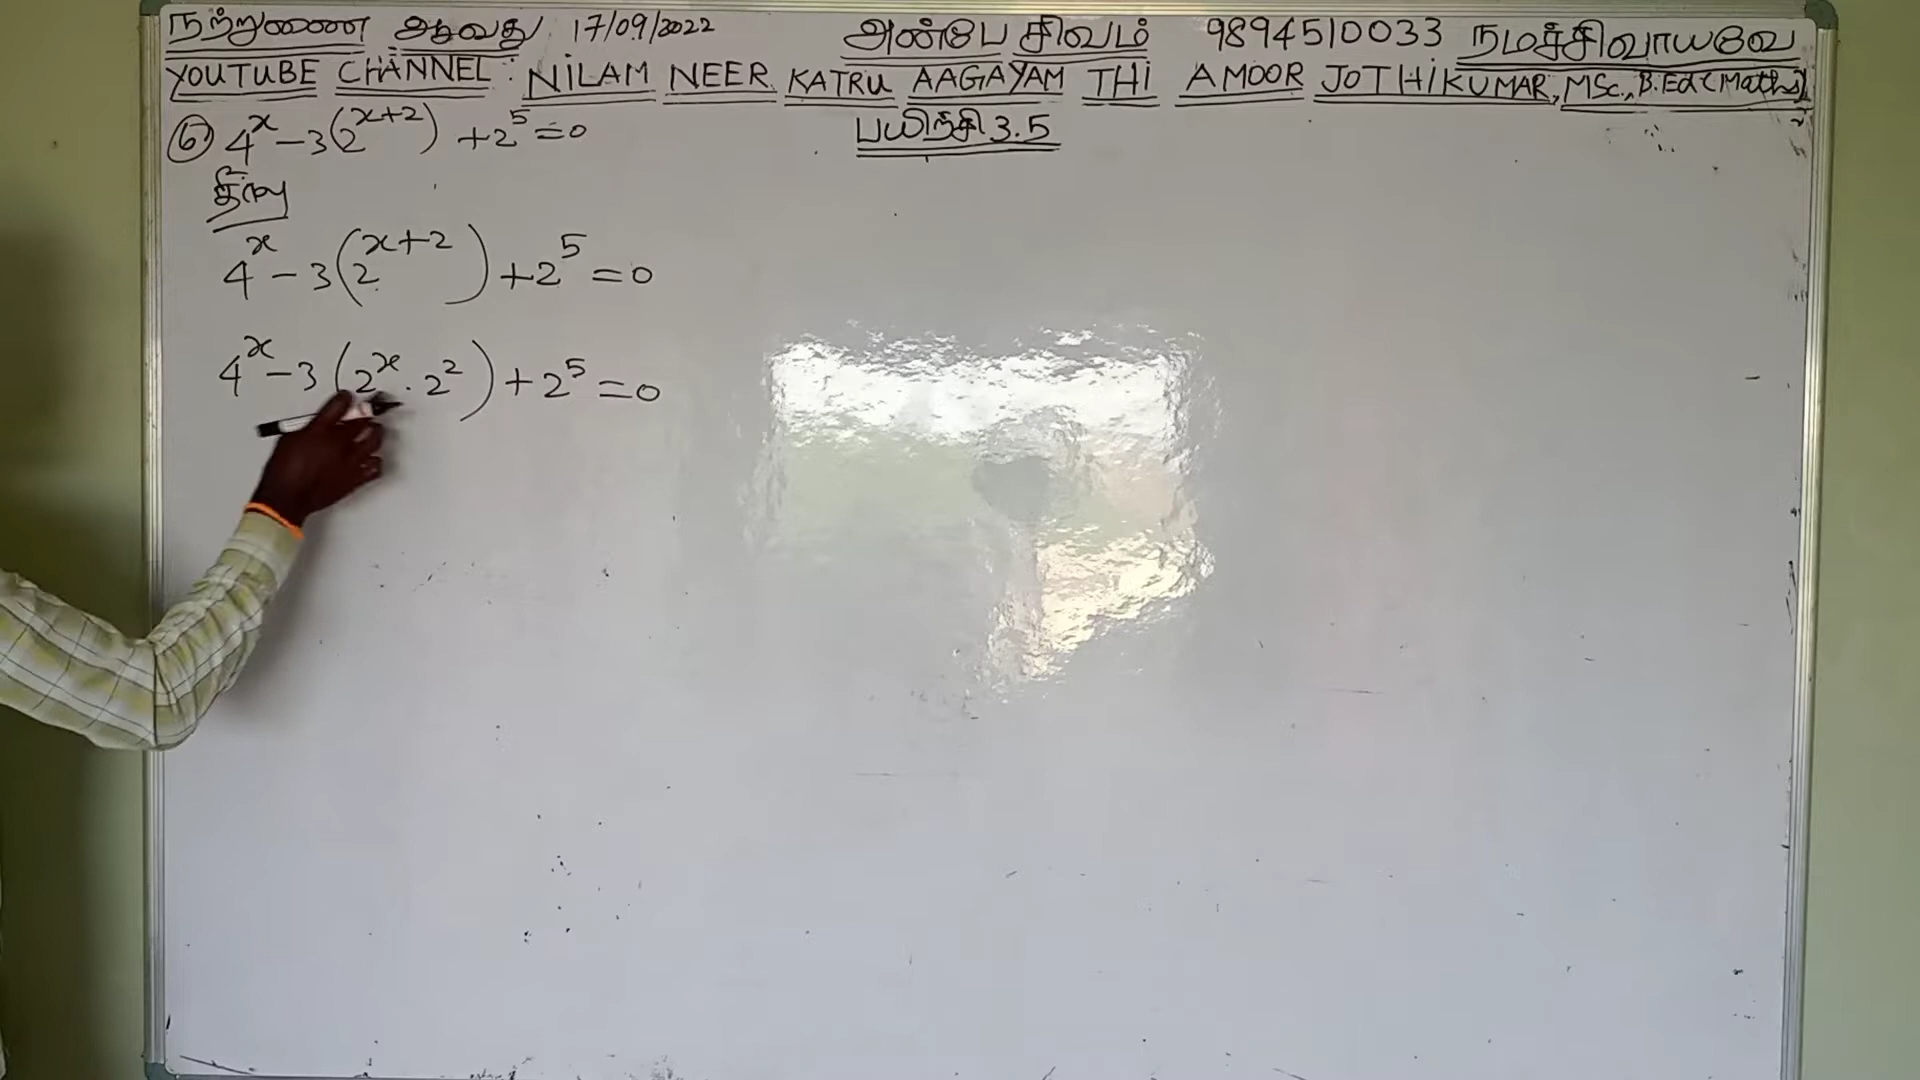 நற்றுணை ஆவது 17/09/2022 அன்பே சிவம் 9894510033 நமச்சிவாயவே
YOUTUBE CHANNEL : NILAM NEER KATRU AAGAYAM THI AMOOR JOTHIKUMAR, MSc., B.Ed (Maths)
6) 4^x - 3(2^{x+2}) + 2^5 = 0 பயிற்சி 3.5
தீர்வு
4^x - 3(2^{x+2}) + 2^5 = 0
4^x - 3(2^x . 2^2) + 2^5 = 0